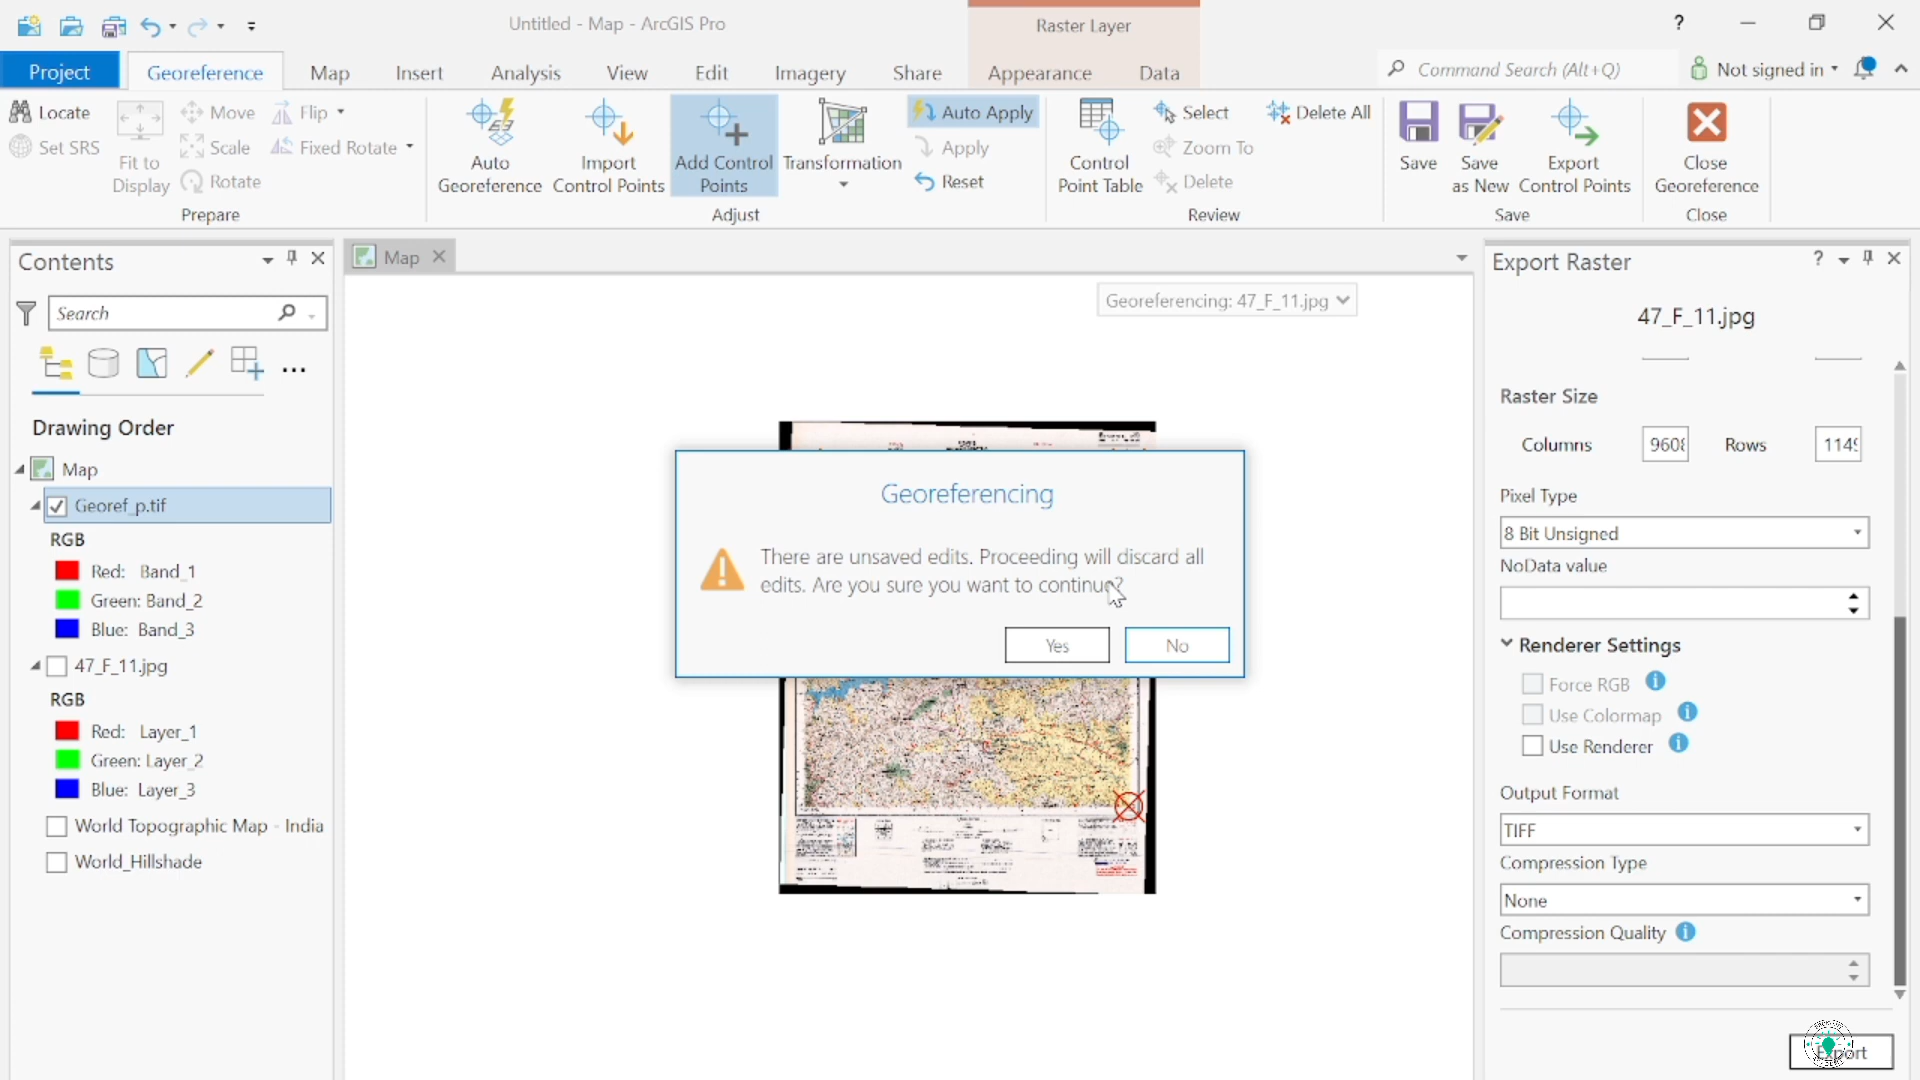 Untitled - Map - ArcGIS Pro
Raster Layer
?
Project
Georeference
Map
Insert
Analysis
View
Edit
Imagery
Share
Appearance
Data
Command Search (Alt+Q)
Not signed in
Locate
Set SRS
Fit to
Display
Move
Scale
Rotate
Flip
Fixed Rotate
Prepare
Auto
Georeference
Import
Control Points
Add Control
Points
Transformation
Auto Apply
Apply
Reset
Adjust
Control
Point Table
Select
Zoom To
Delete
Delete All
Review
Save
Save
as New
Export
Control Points
Save
Close
Georeference
Close
Contents
Search
Drawing Order
Map
Georef_p.tif
RGB
Red: Band_1
Green: Band_2
Blue: Band_3
47_F_11.jpg
RGB
Red: Layer_1
Green: Layer_2
Blue: Layer_3
World Topographic Map - India
World_Hillshade
Map
Georeferencing: 47_F_11.jpg
Georeferencing
There are unsaved edits. Proceeding will discard all
edits. Are you sure you want to continue?
Yes
No
Export Raster
?
47_F_11.jpg
Raster Size
Columns
Rows
Pixel Type
8 Bit Unsigned
NoData value
Renderer Settings
Force RGB
Use Colormap
Use Renderer
Output Format
TIFF
Compression Type
None
Compression Quality
Export